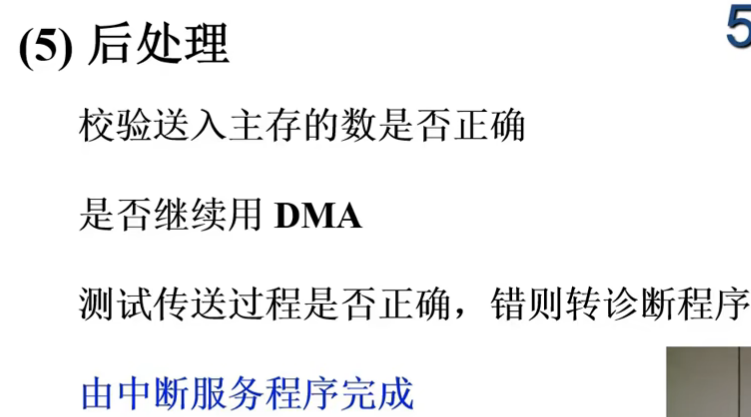 (5) 后处理
5
校验送入主存的数是否正确
是否继续用 DMA
测试传送过程是否正确，错则转诊断程序
由中断服务程序完成